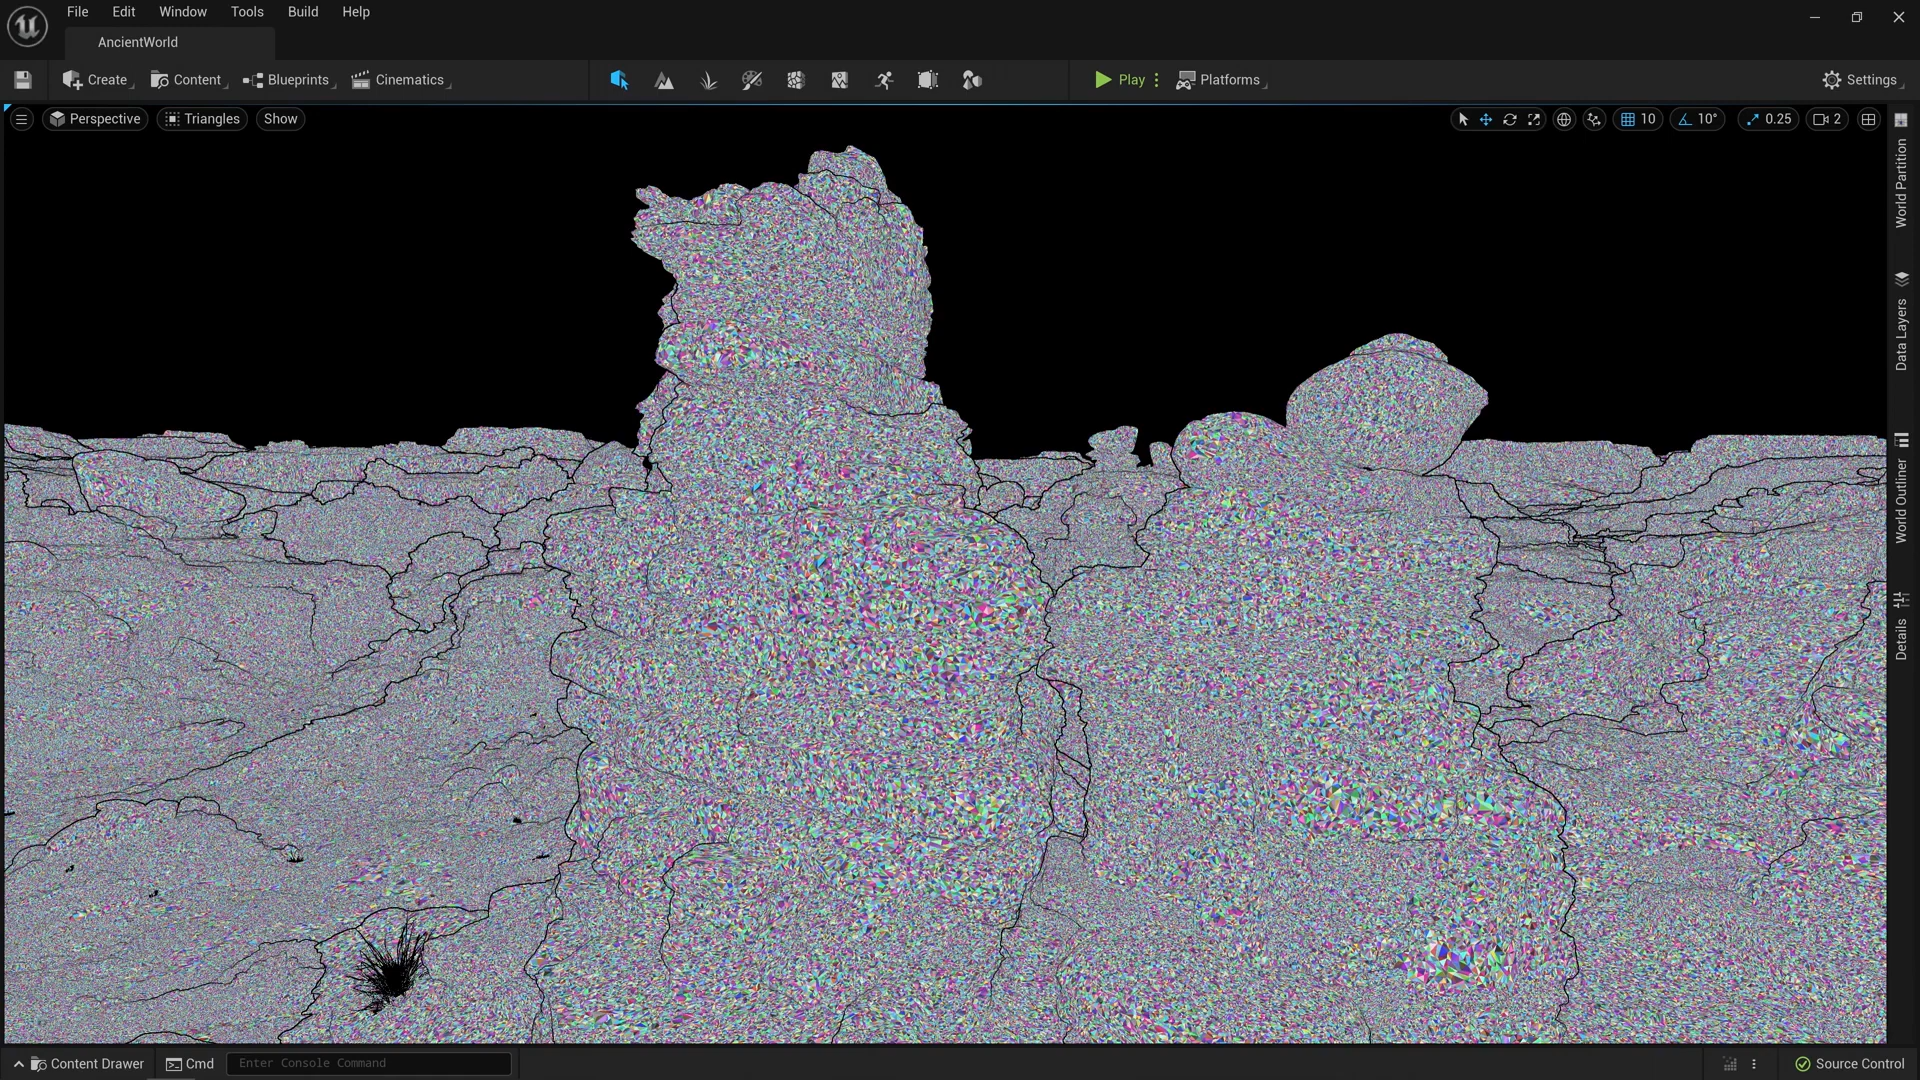 File Edit Window Tools Build Help
AncientWorld
Create Content Blueprints Cinematics Play Platforms Settings
Perspective Triangles Show 10 10° 0.25 2
World Partition
Data Layers
World Outliner
Details
Content Drawer Cmd Enter Console Command Source Control